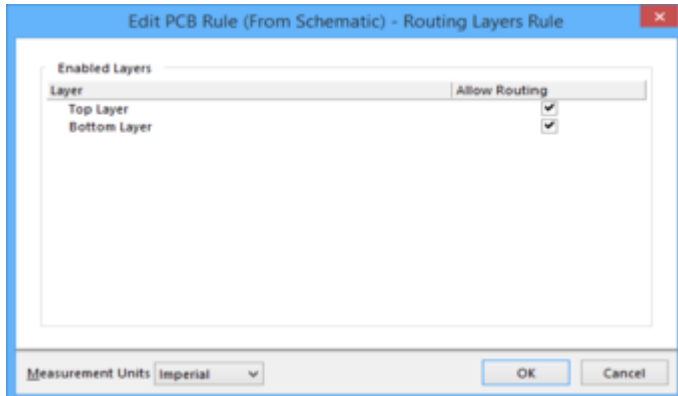 Edit PCB Rule (From Schematic) - Routing Layers Rule
Enabled Layers
Layer Allow Routing
Top Layer
Bottom Layer
Measurement Units Imperial OK Cancel